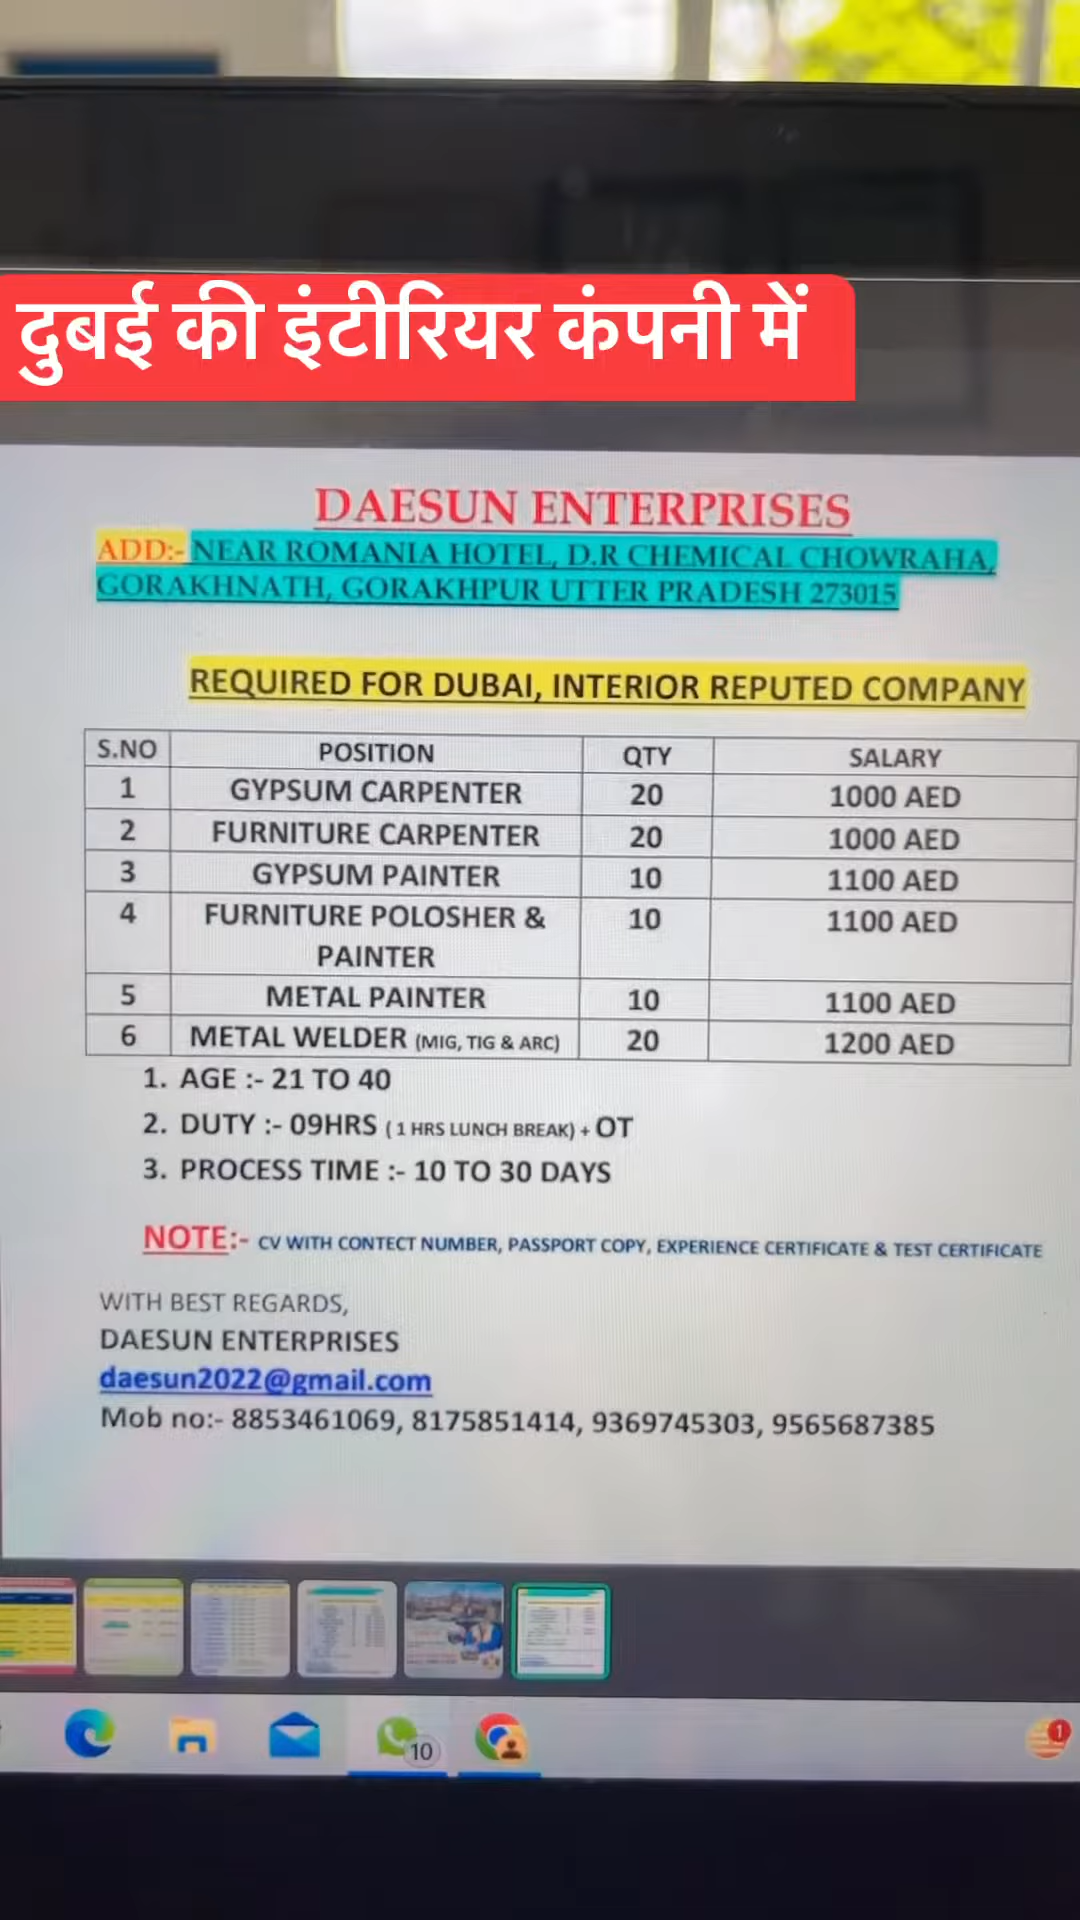 दुबई की इंटीरियर कंपनी में
DAESUN ENTERPRISES
ADD:- NEAR ROMANIA HOTEL, D.R CHEMICAL CHOWRAHA,
GORAKHNATH, GORAKHPUR UTTER PRADESH 273015
REQUIRED FOR DUBAI, INTERIOR REPUTED COMPANY
S.NO POSITION QTY SALARY
1 GYPSUM CARPENTER 20 1000 AED
2 FURNITURE CARPENTER 20 1000 AED
3 GYPSUM PAINTER 10 1100 AED
4 FURNITURE POLOSHER & 10 1100 AED
PAINTER
5 METAL PAINTER 10 1100 AED
6 METAL WELDER (MIG, TIG & ARC) 20 1200 AED
1. AGE :- 21 TO 40
2. DUTY :- 09HRS ( 1 HRS LUNCH BREAK) + OT
3. PROCESS TIME :- 10 TO 30 DAYS
NOTE:- CV WITH CONTECT NUMBER, PASSPORT COPY, EXPERIENCE CERTIFICATE & TEST CERTIFICATE
WITH BEST REGARDS,
DAESUN ENTERPRISES
daesun2022@gmail.com
Mob no:- 8853461069, 8175851414, 9369745303, 9565687385
10
1